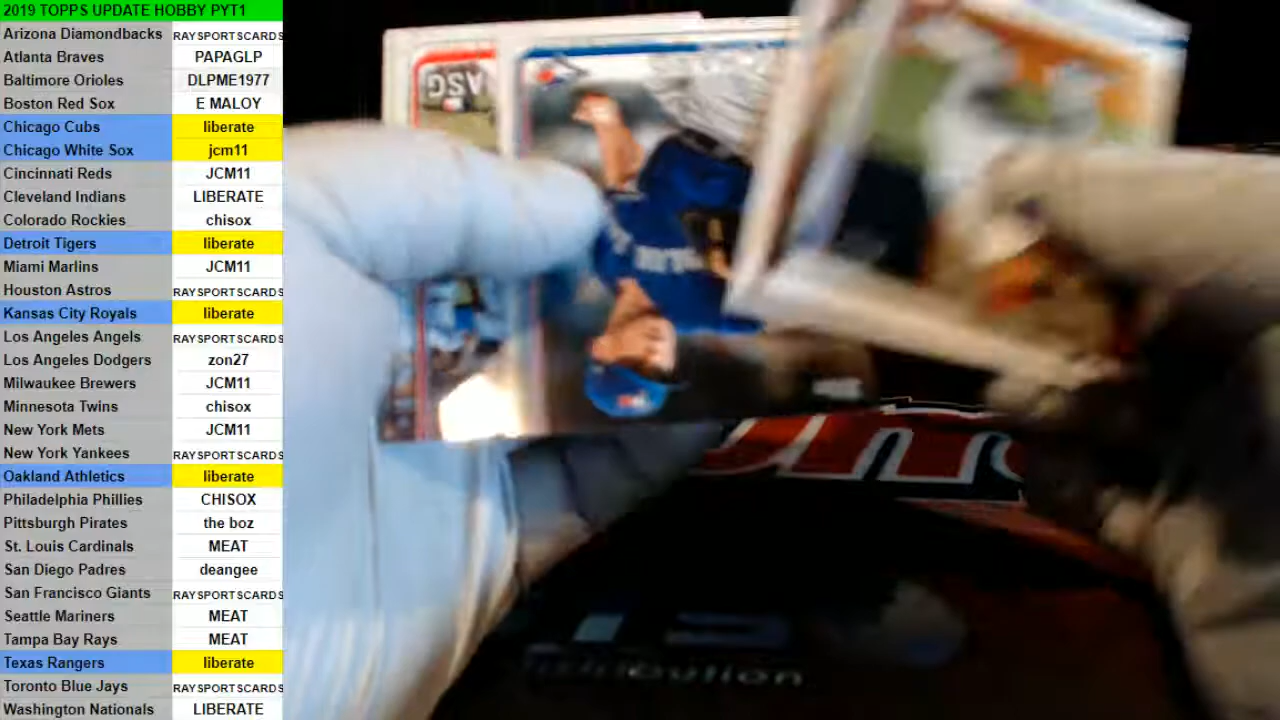 2019 TOPPS UPDATE HOBBY PYT1
Arizona Diamondbacks RAYSPORTSCARDS
Atlanta Braves PAPAGLP
Baltimore Orioles DLPME1977
Boston Red Sox E MALOY
Chicago Cubs liberate
Chicago White Sox jcm11
Cincinnati Reds JCM11
Cleveland Indians LIBERATE
Colorado Rockies chisox
Detroit Tigers liberate
Miami Marlins JCM11
Houston Astros RAYSPORTSCARDS
Kansas City Royals liberate
Los Angeles Angels RAYSPORTSCARDS
Los Angeles Dodgers zon27
Milwaukee Brewers JCM11
Minnesota Twins chisox
New York Mets JCM11
New York Yankees RAYSPORTSCARDS
Oakland Athletics liberate
Philadelphia Phillies CHISOX
Pittsburgh Pirates the boz
St. Louis Cardinals MEAT
San Diego Padres deangee
San Francisco Giants RAYSPORTSCARDS
Seattle Mariners MEAT
Tampa Bay Rays MEAT
Texas Rangers liberate
Toronto Blue Jays RAYSPORTSCARDS
Washington Nationals LIBERATE